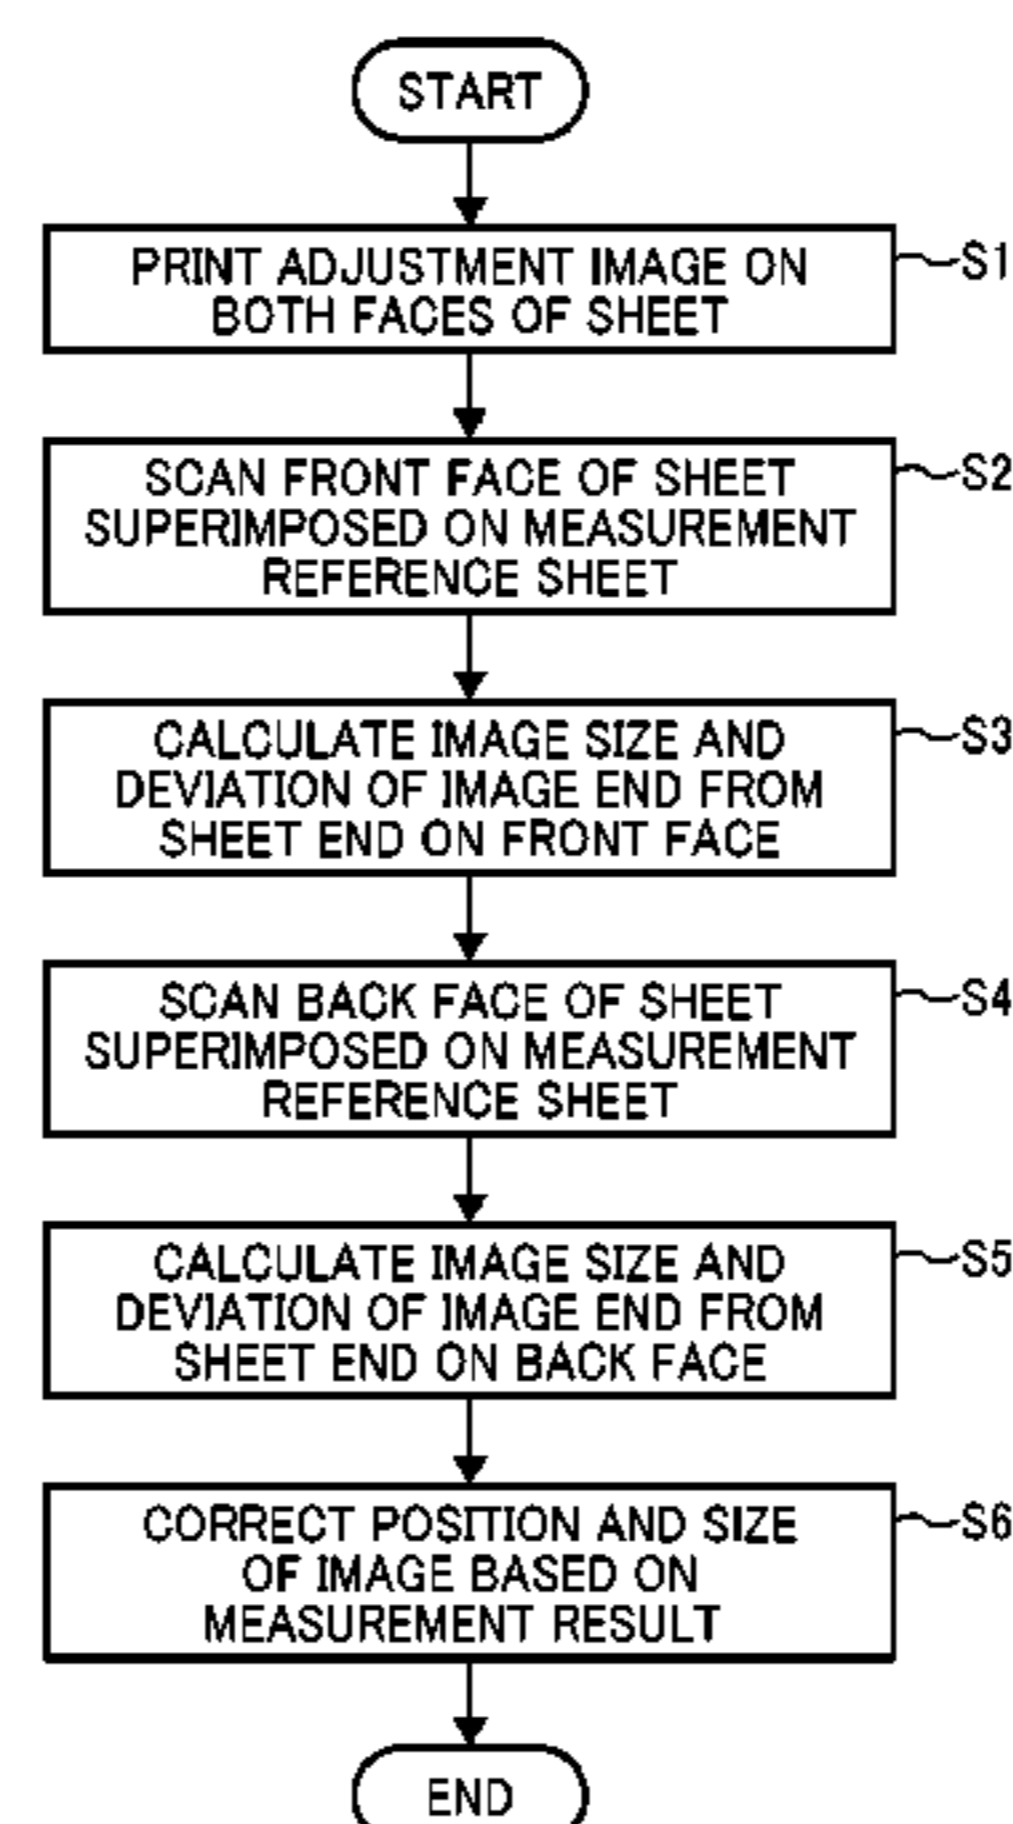 START
PRINT ADJUSTMENT IMAGE ON
BOTH FACES OF SHEET
S1
SCAN FRONT FACE OF SHEET
SUPERIMPOSED ON MEASUREMENT
REFERENCE SHEET
S2
CALCULATE IMAGE SIZE AND
DEVIATION OF IMAGE END FROM
SHEET END ON FRONT FACE
S3
SCAN BACK FACE OF SHEET
SUPERIMPOSED ON MEASUREMENT
REFERENCE SHEET
S4
CALCULATE IMAGE SIZE AND
DEVIATION OF IMAGE END FROM
SHEET END ON BACK FACE
S5
CORRECT POSITION AND SIZE
OF IMAGE BASED ON
MEASUREMENT RESULT
S6
END